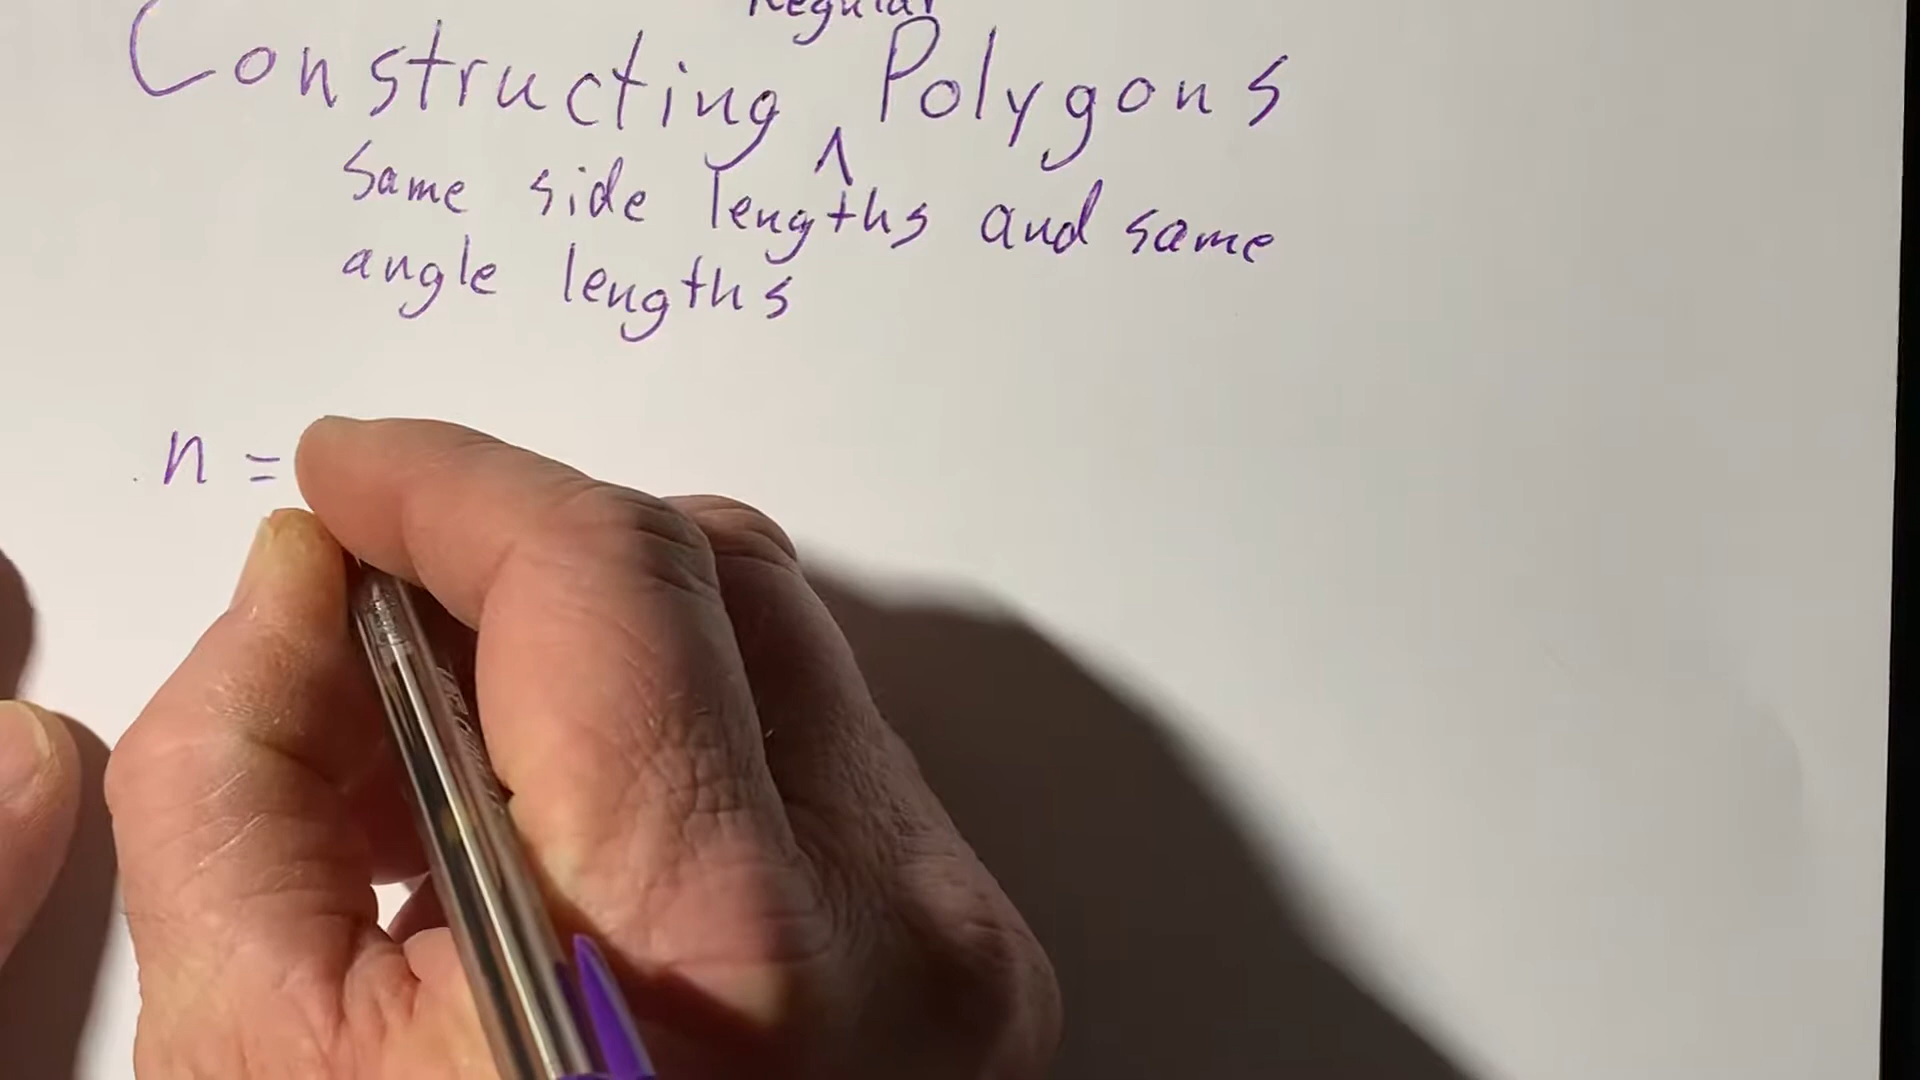 Regular
Constructing ^ Polygons
Same side lengths and same
angle lengths
n =